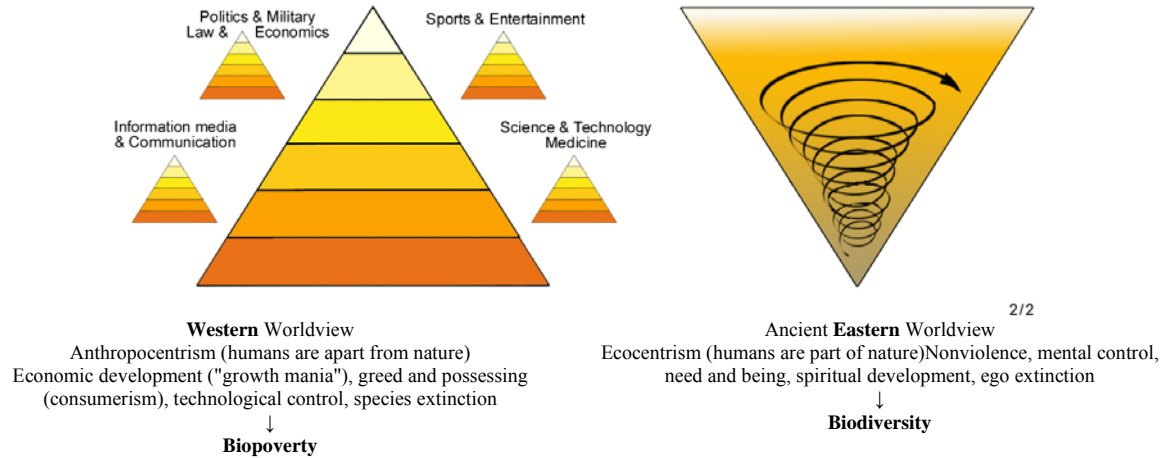 Politics & Military
Law & Economics
Sports & Entertainment
Information media
& Communication
Science & Technology
Medicine
Western Worldview
Anthropocentrism (humans are apart from nature)
Economic development ("growth mania"), greed and possessing
(consumerism), technological control, species extinction
↓
Biopoverty
2/2
Ancient Eastern Worldview
Ecocentrism (humans are part of nature)Nonviolence, mental control,
need and being, spiritual development, ego extinction
↓
Biodiversity